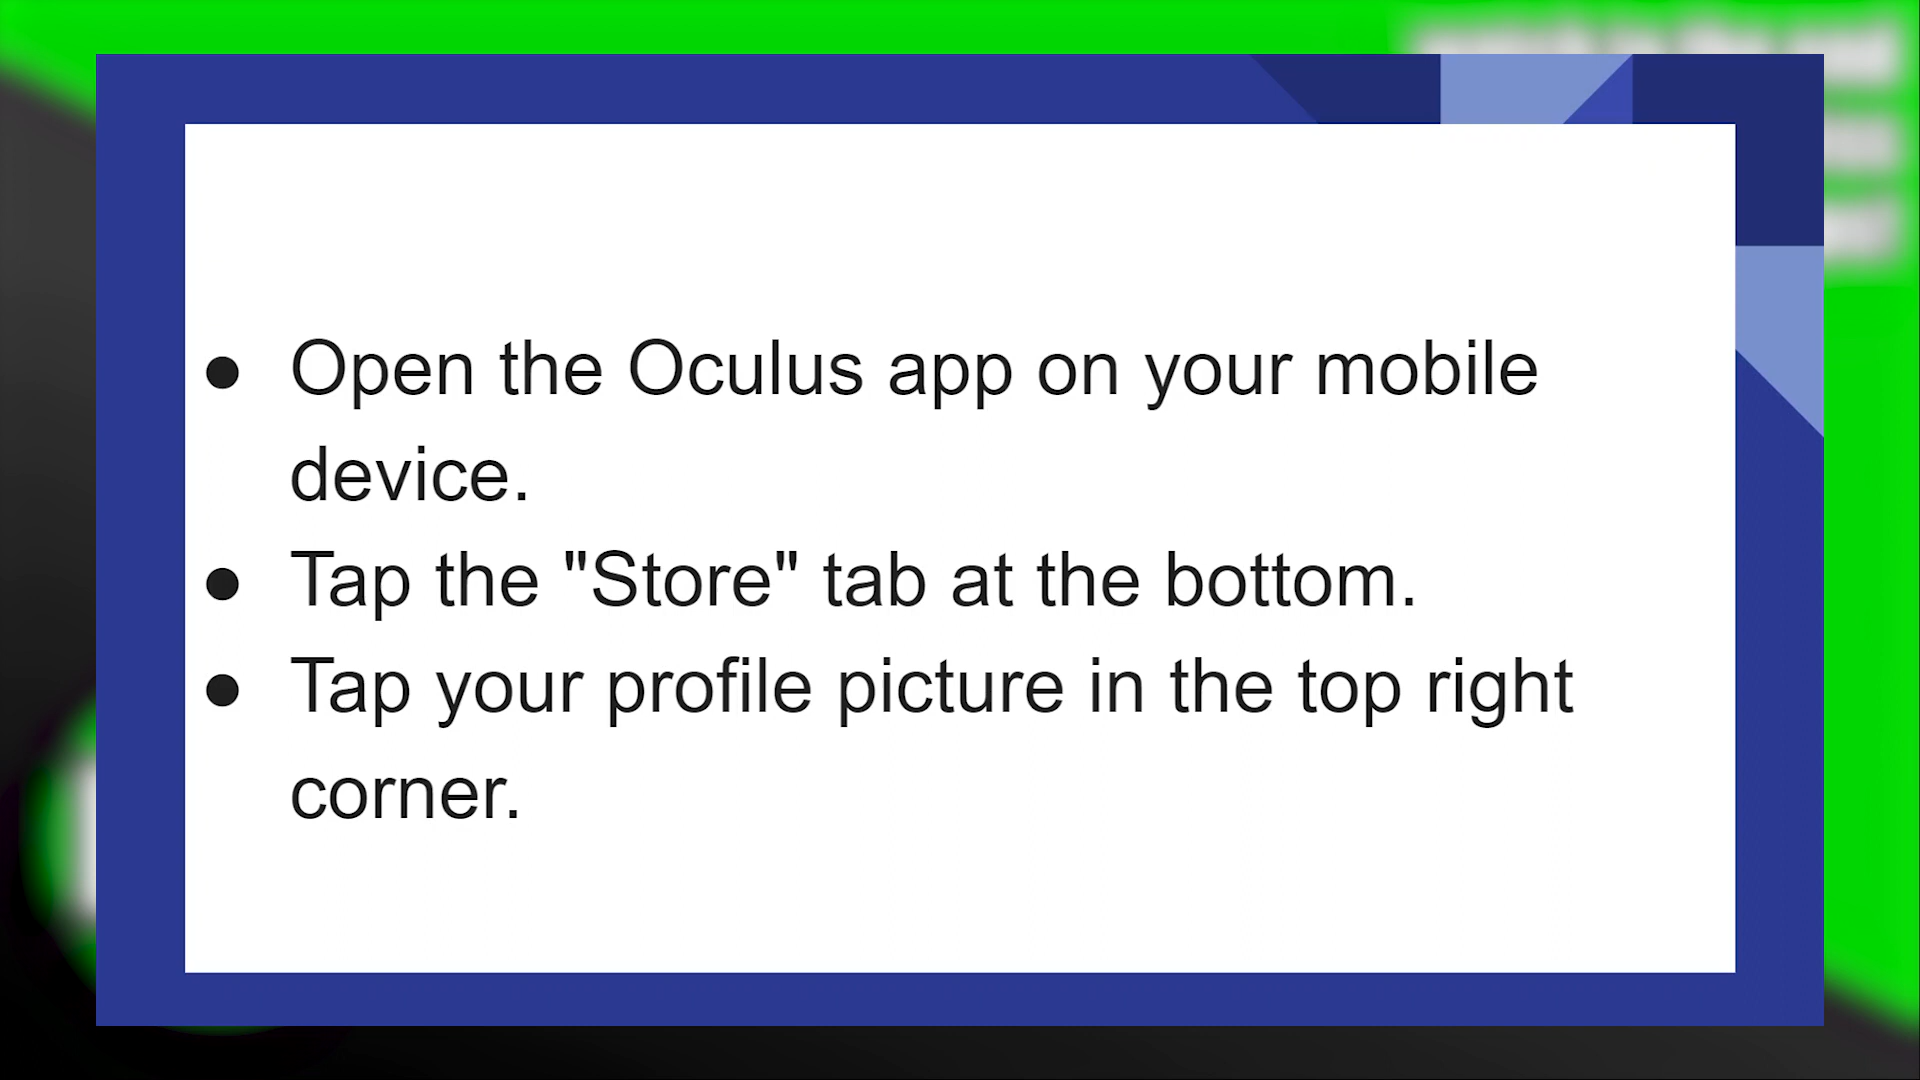 ● Open the Oculus app on your mobile
device.
● Tap the "Store" tab at the bottom.
● Tap your profile picture in the top right
corner.